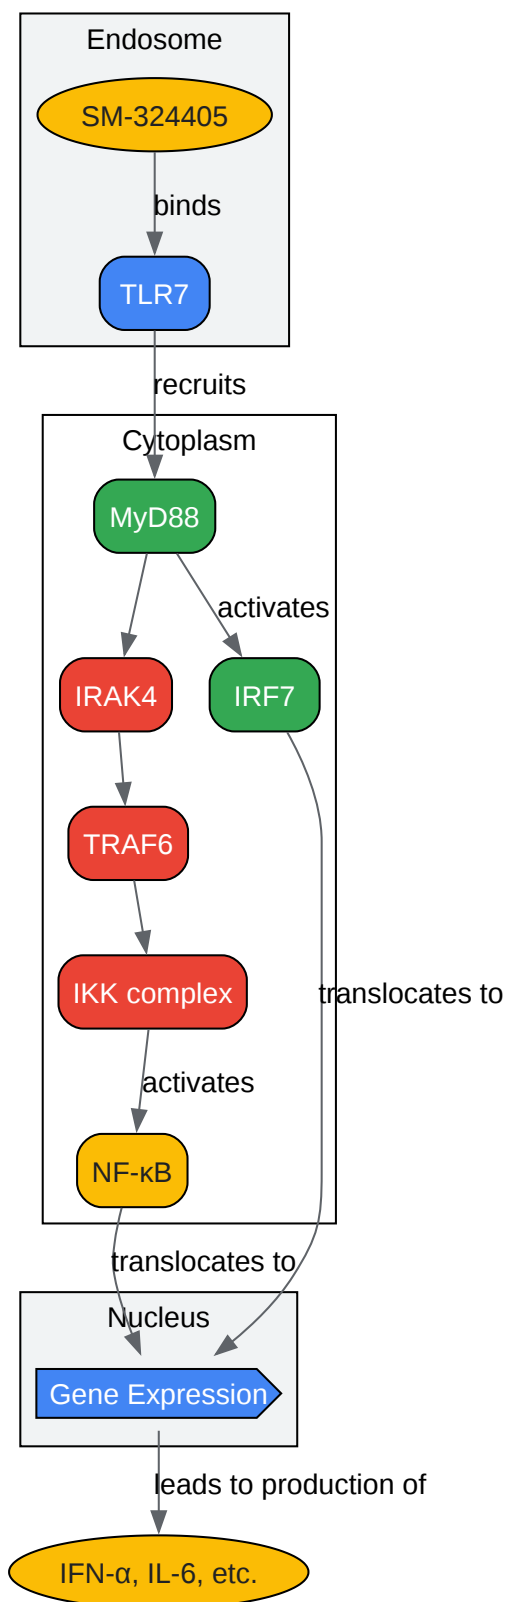 Endosome
SM-324405
binds
TLR7
recruits
Cytoplasm
MyD88
activates
IRAK4
IRF7
TRAF6
IKK complex
translocates to
activates
NF-κB
translocates to
Nucleus
Gene Expression
leads to production of
IFN-α, IL-6, etc.